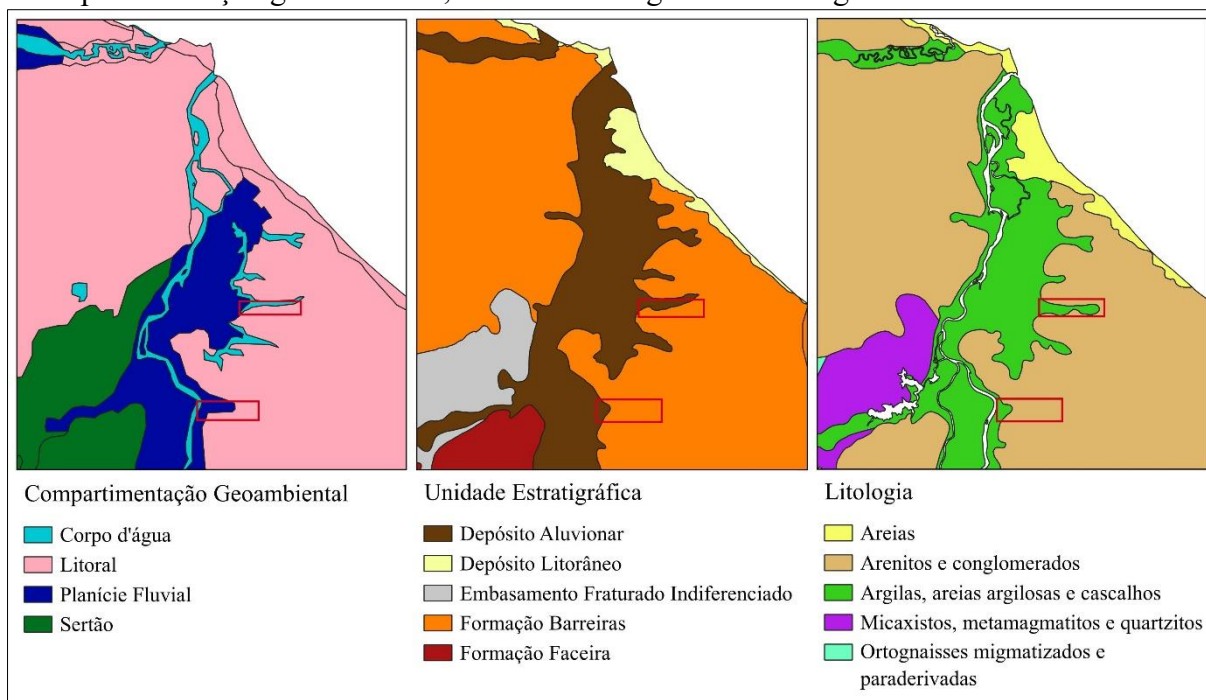 Compartimentação Geoambiental
Corpo d'água
Litoral
Planície Fluvial
Sertão
Unidade Estratigráfica
Depósito Aluvionar
Depósito Litorâneo
Embasamento Fraturado Indiferenciado
Formação Barreiras
Formação Faceira
Litologia
Areias
Arenitos e conglomerados
Argilas, areias argilosas e cascalhos
Micaxistos, metamagmatitos e quartzitos
Ortognaisses migmatizados e
paraderivadas